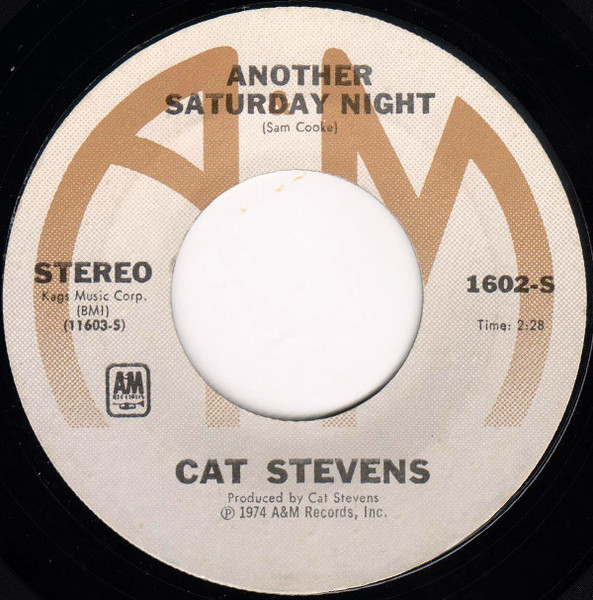 ANOTHER
SATURDAY NIGHT
(Sam Cooke)
STEREO
Kags Music Corp.
(BMI)
(11603-S)
1602-S
Time: 2:28
A&M
RECORDS
CAT STEVENS
Produced by Cat Stevens
℗ 1974 A&M Records, Inc.